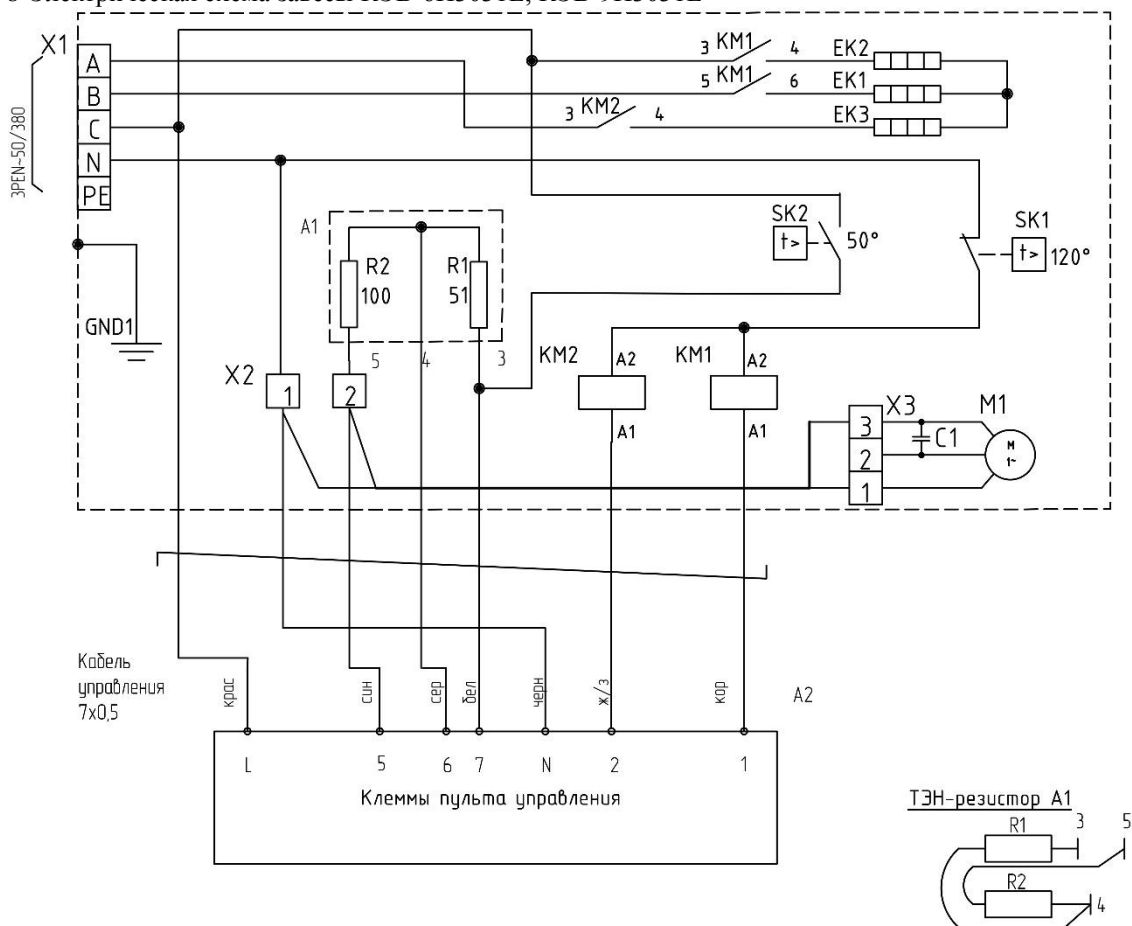 X1
A
B
C
N
PE
3PEN~50/380
3 KM1 4 EK2
5 KM1 6 EK1
3 KM2 4 EK3
A1
R2
100
R1
51
SK2
t>
50°
SK1
t>
120°
GND1
5 4 3
X2
1
2
KM2
A2
A1
KM1
A2
A1
X3
3
2
1
C1
M1
М
1~
Кабель
управления
7х0,5
крас
син
сер
бел
черн
ж/з
кор
A2
L 5 6 7 N 2 1
Клеммы пульта управления
ТЭН-резистор А1
R1 3 5
R2 4